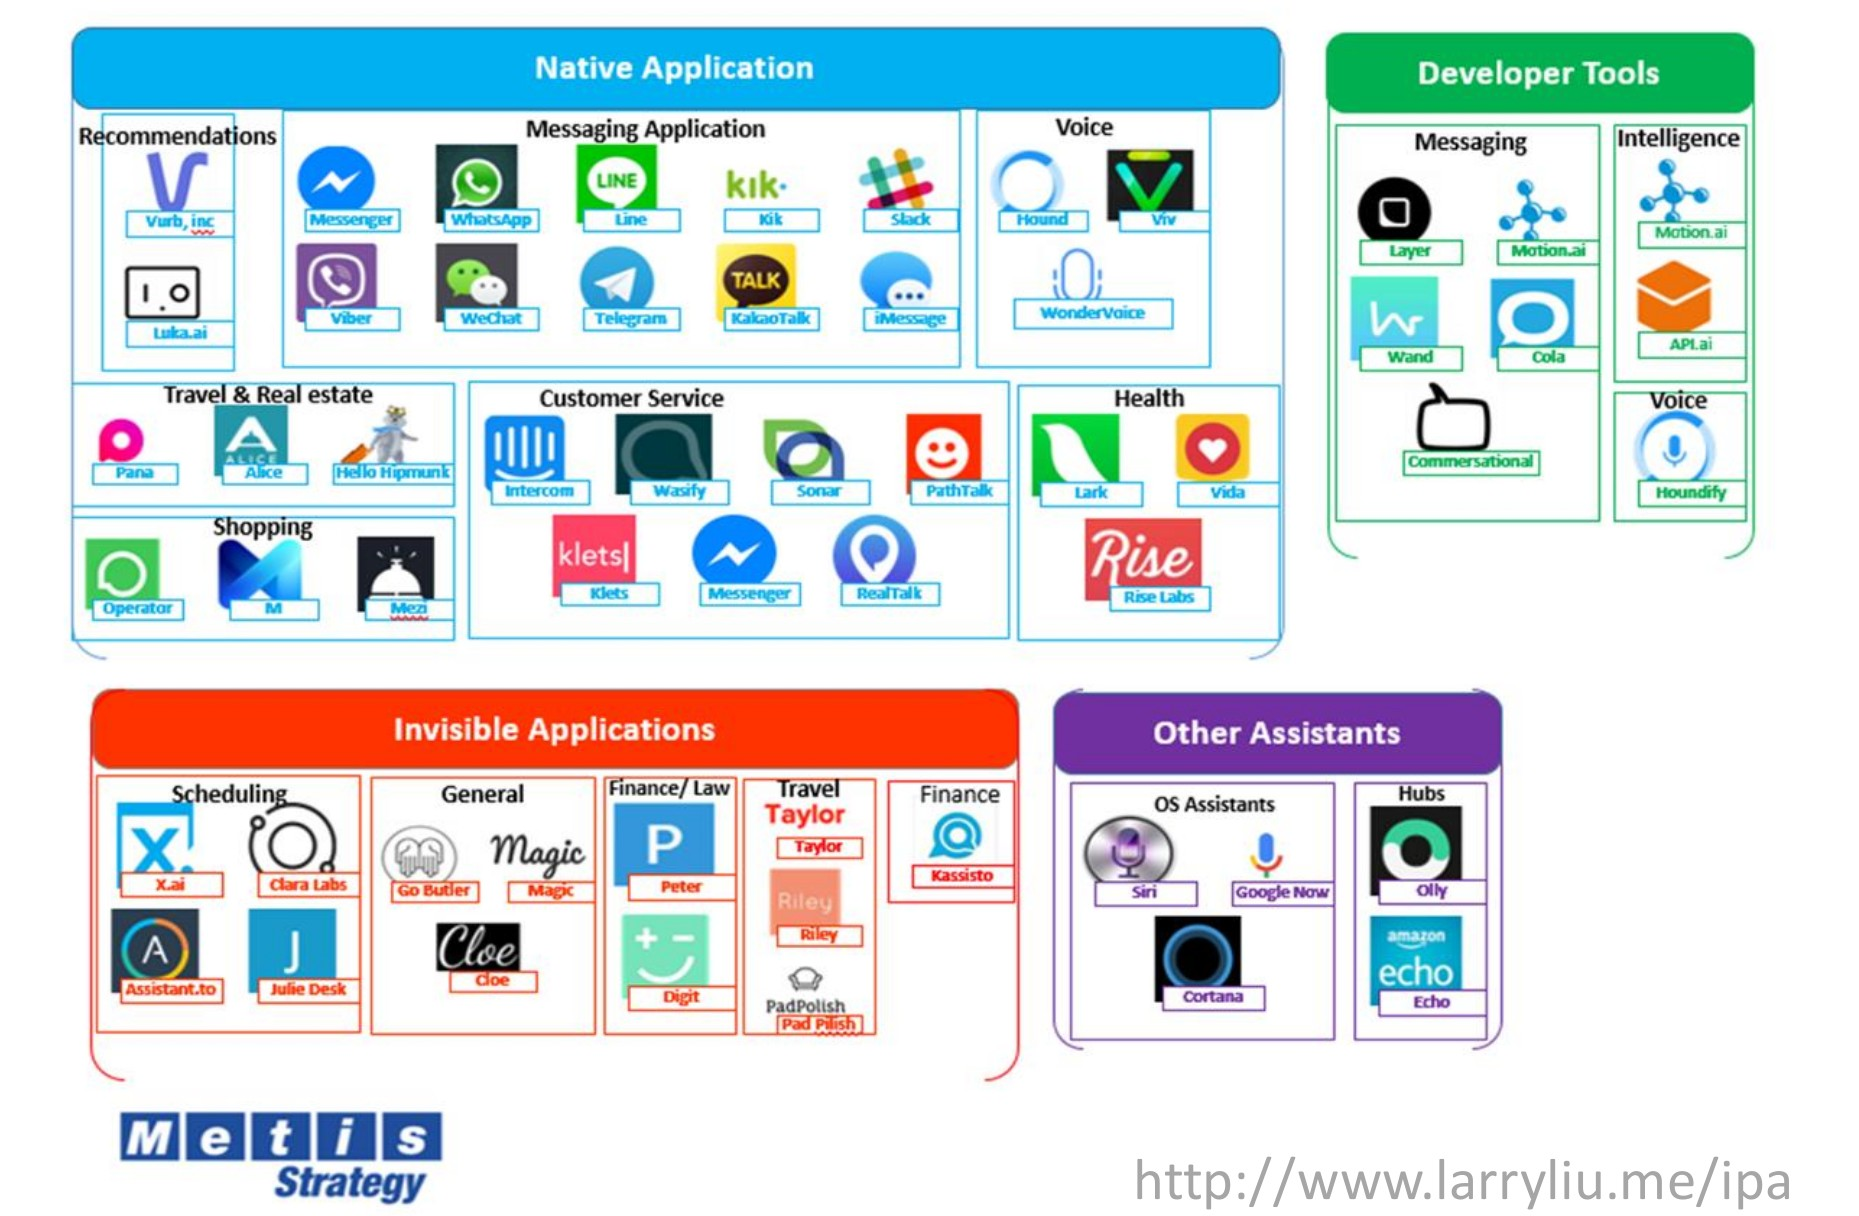 Native Application
Recommendations
Vurb, inc
I.O
Luka.ai
Messaging Application
Messenger
WhatsApp
LINE
Line
kik·
Kik
Slack
Viber
WeChat
Telegram
TALK
KakaoTalk
iMessage
Voice
Hound
Viv
WonderVoice
Travel & Real estate
Pana
ALICE
Alice
Hello Hipmunk
Shopping
Operator
M
Mezi
Customer Service
Intercom
Wasify
Sonar
PathTalk
klets|
Klets
Messenger
RealTalk
Health
Lark
Vida
Rise
Rise Labs
Developer Tools
Messaging
Layer
Motion.ai
Wand
Cola
Commersational
Intelligence
Motion.ai
API.ai
Voice
Houndify
Invisible Applications
Scheduling
X.
X.ai
Clara Labs
A
Assistant.to
J
Julie Desk
General
Go Butler
Magic
Magic
Cloe
Cloe
Finance/ Law
P
Peter
Digit
Travel
Taylor
Taylor
Riley
Riley
PadPolish
Pad Pilish
Finance
Kassisto
Other Assistants
OS Assistants
Siri
Google Now
Cortana
Hubs
Olly
amazon
echo
Echo
Metis
Strategy
http://www.larryliu.me/ipa